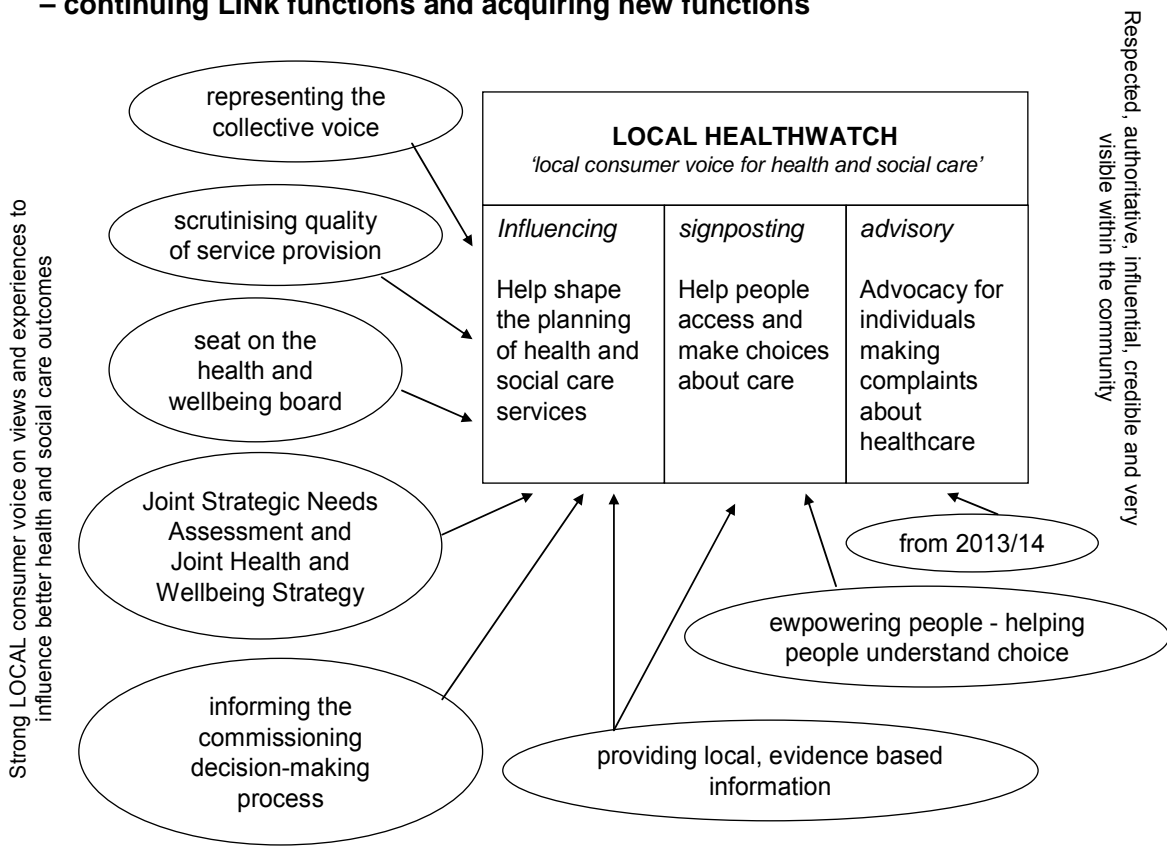 – continuing LINk functions and acquiring new functions
Strong LOCAL consumer voice on views and experiences to
influence better health and social care outcomes
representing the
collective voice
scrutinising quality
of service provision
seat on the
health and
wellbeing board
Joint Strategic Needs
Assessment and
Joint Health and
Wellbeing Strategy
informing the
commissioning
decision-making
process
LOCAL HEALTHWATCH
‘local consumer voice for health and social care’
Influencing
Help shape
the planning
of health and
social care
services
signposting
Help people
access and
make choices
about care
advisory
Advocacy for
individuals
making
complaints
about
healthcare
from 2013/14
ewpowering people - helping
people understand choice
providing local, evidence based
information
Respected, authoritative, influential, credible and very
visible within the community